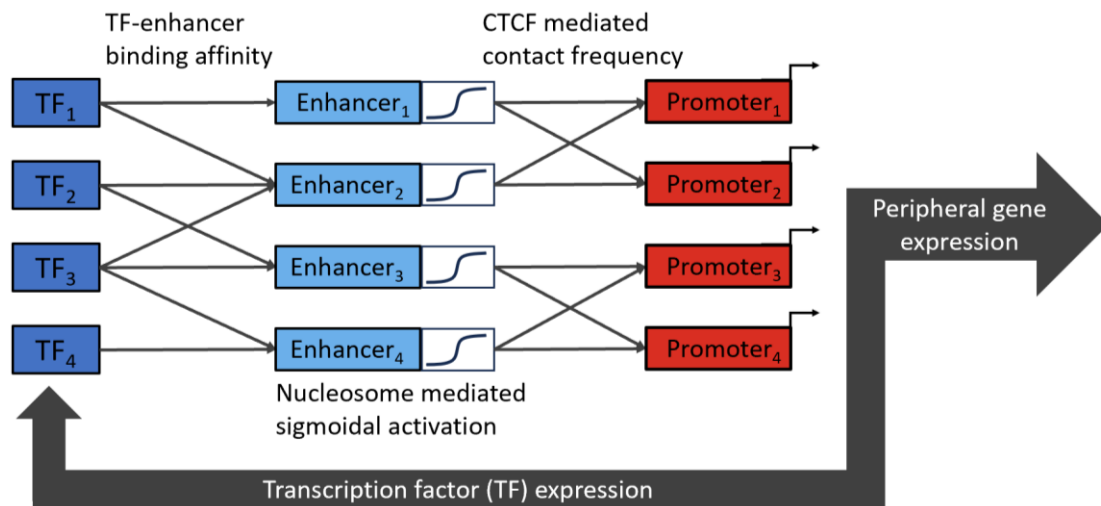 TF-enhancer
binding affinity
CTCF mediated
contact frequency
TF₁
Enhancer₁
Promoter₁
TF₂
Enhancer₂
Promoter₂
Peripheral gene
expression
TF₃
Enhancer₃
Promoter₃
TF₄
Enhancer₄
Promoter₄
Nucleosome mediated
sigmoidal activation
Transcription factor (TF) expression